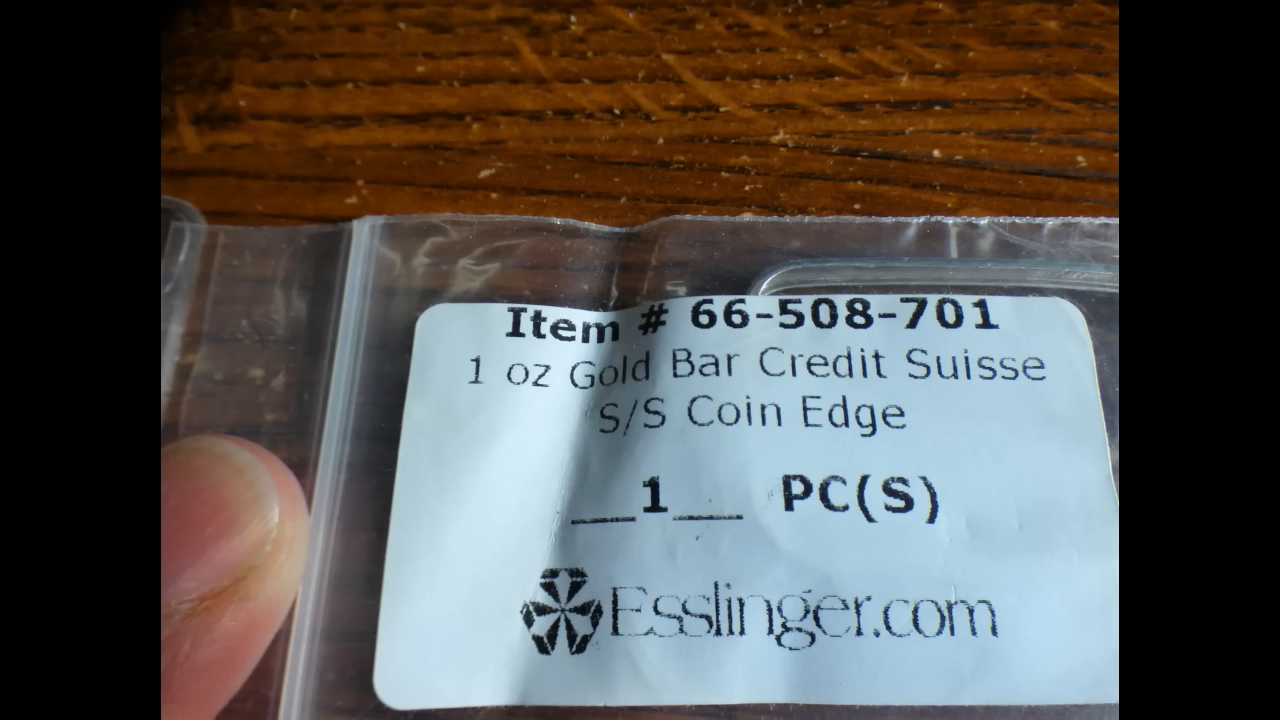 Item # 66-508-701
1 oz Gold Bar Credit Suisse
S/S Coin Edge
__1__ PC(S)
Esslinger.com